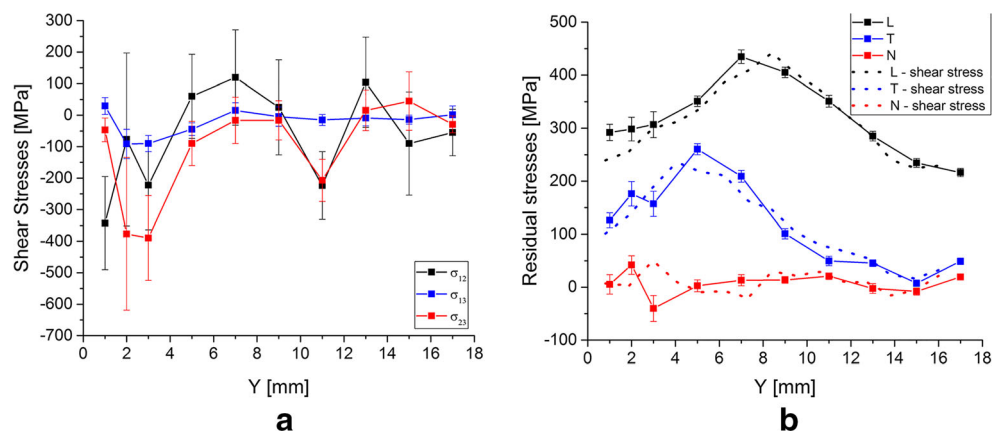 Shear Stresses [MPa]
300
200
100
0
-100
-200
-300
-400
-500
-600
-700
0 2 4 6 8 10 12 14 16 18
Y [mm]
σ12
σ13
σ23
a
Residual stresses [MPa]
500
400
300
200
100
0
-100
0 2 4 6 8 10 12 14 16 18
Y [mm]
L
T
N
L - shear stress
T - shear stress
N - shear stress
b